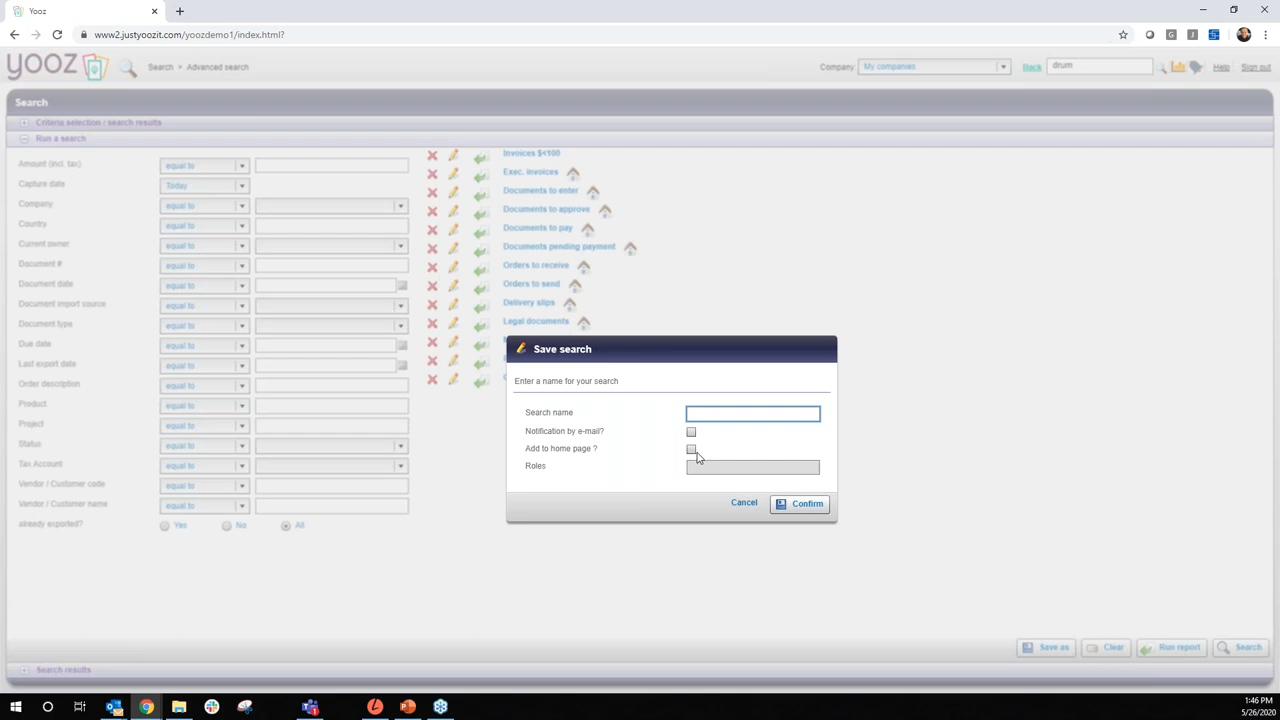 Yooz
www2.justyoozit.com/yoozdemo1/index.html?
yooz
Search > Advanced search
Company: My companies
Back
drum
Help
Sign out
Search
Criteria selection / search results
Run a search
Amount (incl. tax) equal to
Capture date Today
Company equal to
Country equal to
Current owner equal to
Document # equal to
Document date equal to
Document import source equal to
Document type equal to
Due date equal to
Last export date equal to
Order description equal to
Product equal to
Project equal to
Status equal to
Tax Account equal to
Vendor / Customer code equal to
Vendor / Customer name equal to
already exported? Yes No All
Invoices $<100
Exec. invoices
Documents to enter
Documents to approve
Documents to pay
Documents pending payment
Orders to receive
Orders to send
Delivery slips
Legal documents
Save search
Enter a name for your search
Search name
Notification by e-mail?
Add to home page ?
Roles
Cancel
Confirm
Save as
Clear
Run report
Search
Search results
1:46 PM
5/26/2020